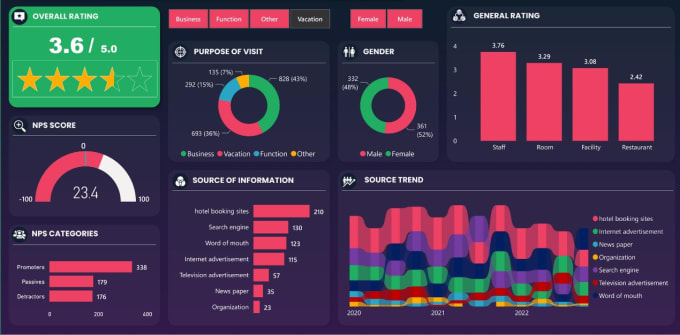 OVERALL RATING
3.6 / 5.0
Business
Function
Other
Vacation
Female
Male
GENERAL RATING
4
3
2
1
0
3.76
3.29
3.08
2.42
Staff
Room
Facility
Restaurant
PURPOSE OF VISIT
135 (7%)
292 (15%)
828 (43%)
693 (36%)
Business
Vacation
Function
Other
GENDER
332
(48%)
361
(52%)
Male
Female
NPS SCORE
0
-100
23.4
100
NPS CATEGORIES
Promoters
338
Passives
179
Detractors
176
0
200
400
SOURCE OF INFORMATION
hotel booking sites
210
Search engine
130
Word of mouth
123
Internet advertisement
115
Television advertisement
57
News paper
35
Organization
23
SOURCE TREND
hotel booking sites
Internet advertisement
News paper
Organization
Search engine
Television advertisement
Word of mouth
2020
2021
2022